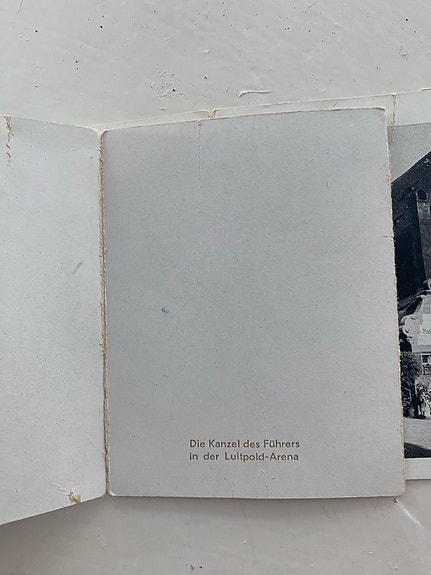 Die Kanzel des Führers
in der Luitpold-Arena